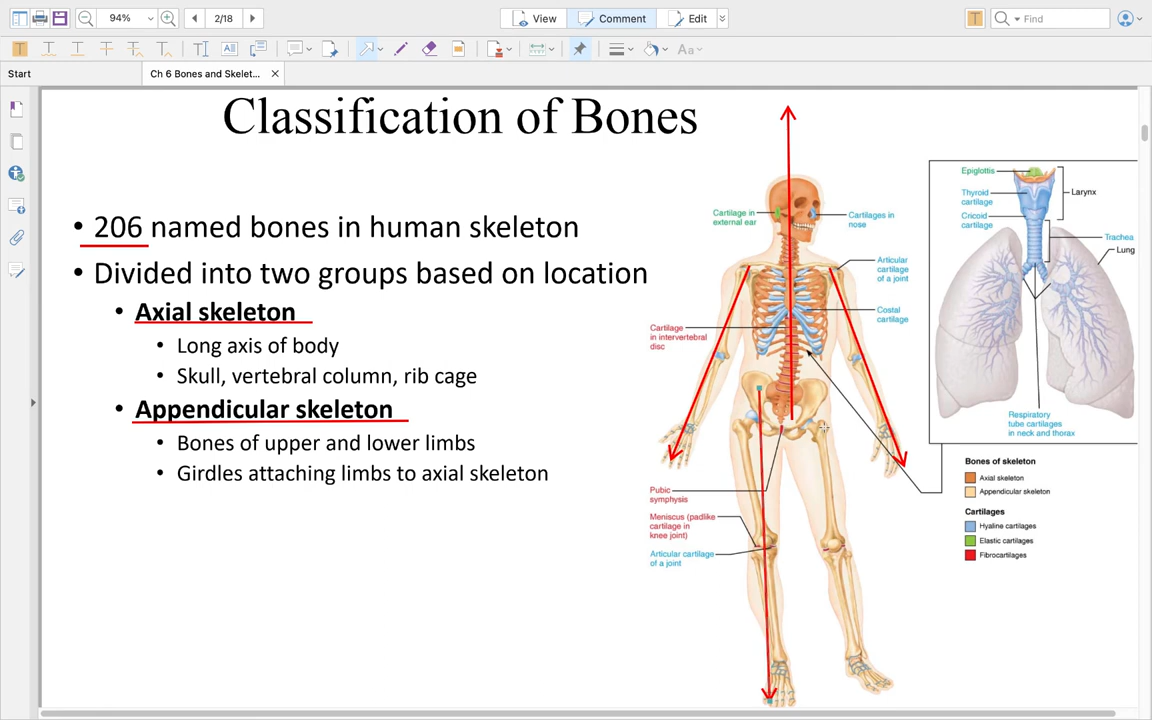 94%
2/18
View
Comment
Edit
Find
Start
Ch 6 Bones and Skelet...
Classification of Bones
• 206 named bones in human skeleton
• Divided into two groups based on location
• Axial skeleton
• Long axis of body
• Skull, vertebral column, rib cage
• Appendicular skeleton
• Bones of upper and lower limbs
• Girdles attaching limbs to axial skeleton
Cartilage in
external ear
Cartilages in
nose
Articular
cartilage
of a joint
Costal
cartilage
Cartilage
in intervertebral
disc
Pubic
symphysis
Meniscus (padlike
cartilage in
knee joint)
Articular cartilage
of a joint
Epiglottis
Thyroid
cartilage
Cricoid
cartilage
Larynx
Trachea
Lung
Respiratory
tube cartilages
in neck and thorax
Bones of skeleton
Axial skeleton
Appendicular skeleton
Cartilages
Hyaline cartilages
Elastic cartilages
Fibrocartilages